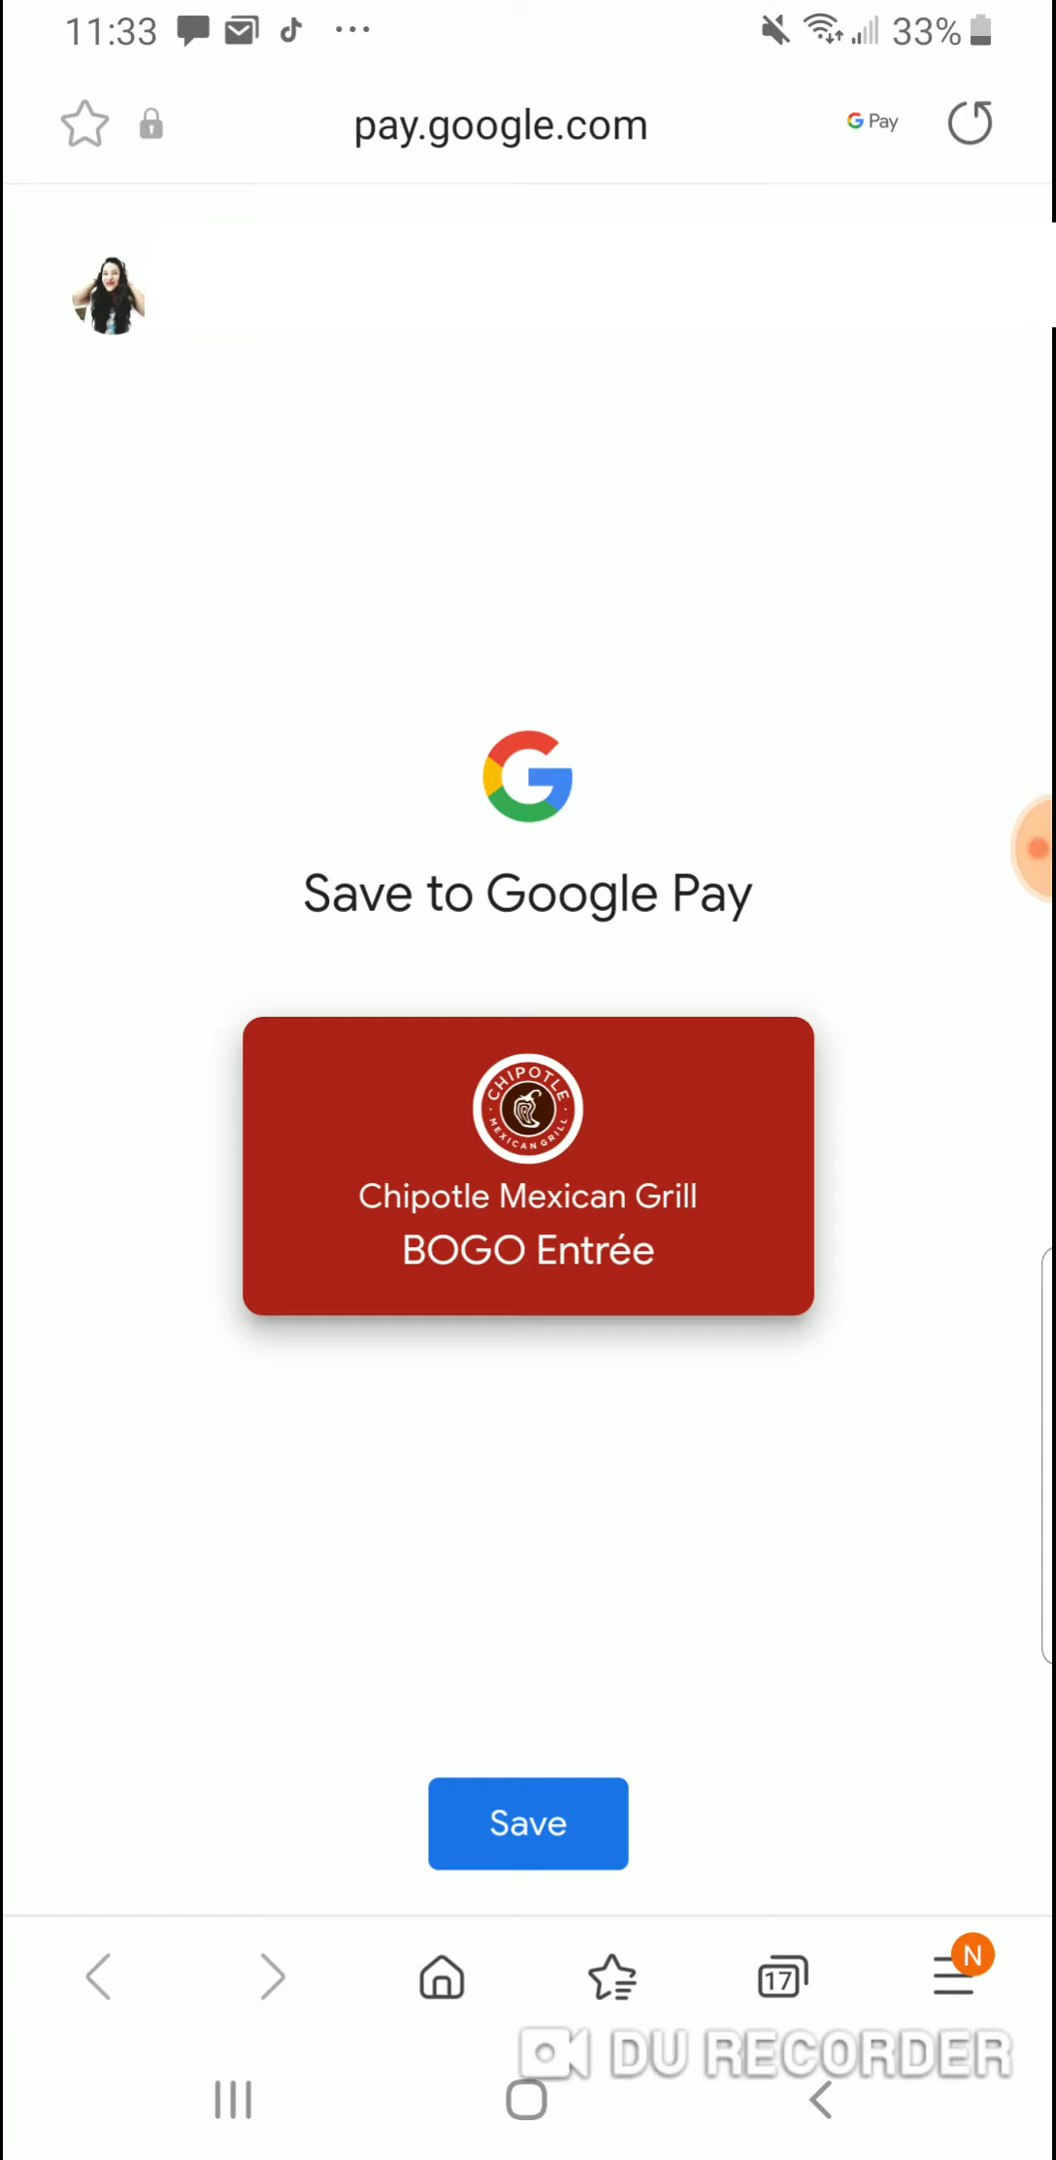 11:33
33%
pay.google.com
G Pay
Save to Google Pay
CHIPOTLE
MEXICAN GRILL
Chipotle Mexican Grill
BOGO Entrée
Save
17
N
DU RECORDER